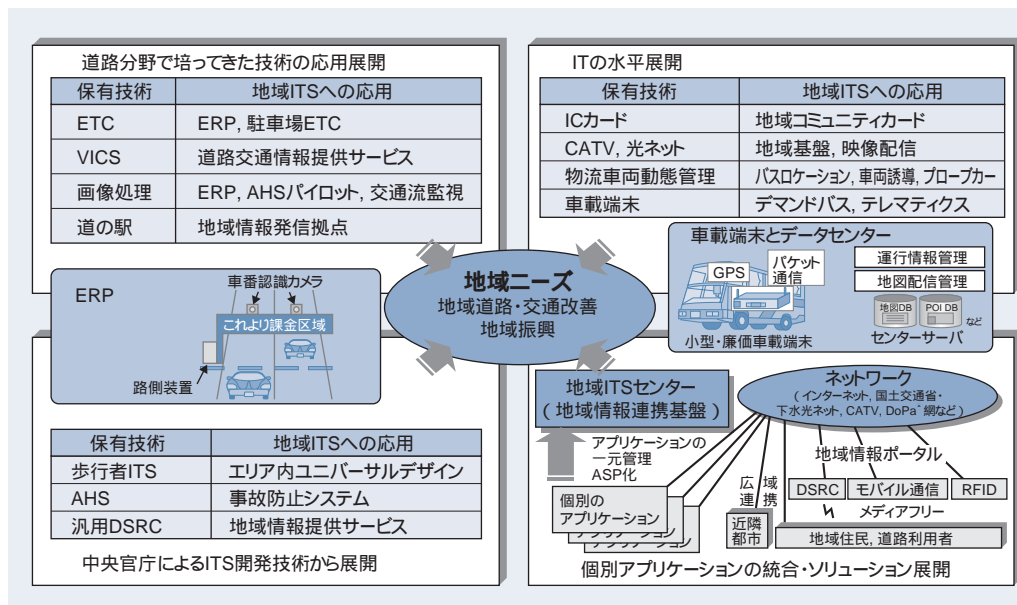 道路分野で培ってきた技術の応用展開
保有技術 地域ITSへの応用
ETC ERP, 駐車場ETC
VICS 道路交通情報提供サービス
画像処理 ERP, AHSパイロット, 交通流監視
道の駅 地域情報発信拠点
ERP
車番認識カメラ
これより課金区域
路側装置
ITの水平展開
保有技術 地域ITSへの応用
ICカード 地域コミュニティカード
CATV, 光ネット 地域基盤, 映像配信
物流車両動態管理 バスロケーション, 車両誘導, プローブカー
車載端末 デマンドバス, テレマティクス
車載端末とデータセンター
GPS
パケット
通信
小型・廉価車載端末
運行情報管理
地図配信管理
地図DB
POI DB
など
センターサーバ
地域ニーズ
地域道路・交通改善
地域振興
保有技術 地域ITSへの応用
歩行者ITS エリア内ユニバーサルデザイン
AHS 事故防止システム
汎用DSRC 地域情報提供サービス
中央官庁によるITS開発技術から展開
地域ITSセンター
(地域情報連携基盤)
アプリケーションの
一元管理
ASP化
個別の
アプリケーション
アプリケーション
アプリケーション
ネットワーク
(インターネット, 国土交通省・
下水光ネット, CATV, DoPa*網など)
地域情報ポータル
広域
連携
近隣
都市
DSRC
モバイル通信
RFID
メディアフリー
地域住民, 道路利用者
個別アプリケーションの統合・ソリューション展開